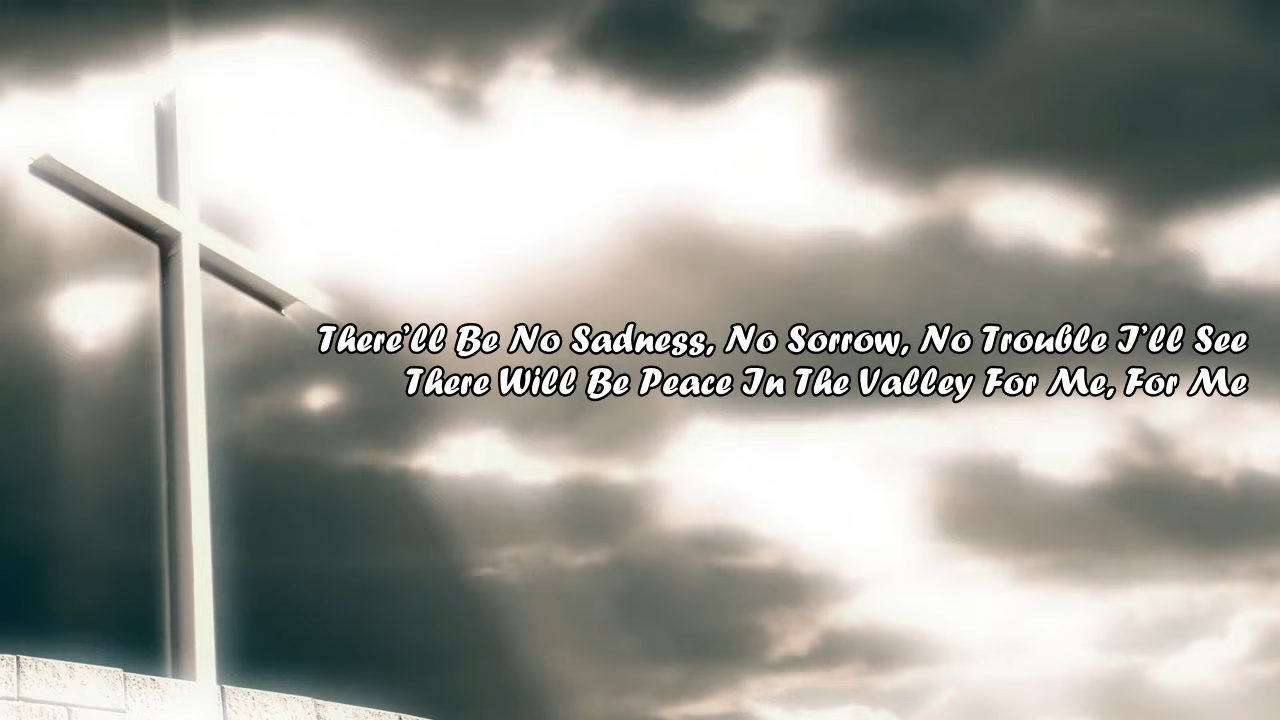 There’ll Be No Sadness, No Sorrow, No Trouble I’ll See
There Will Be Peace In The Valley For Me, For Me